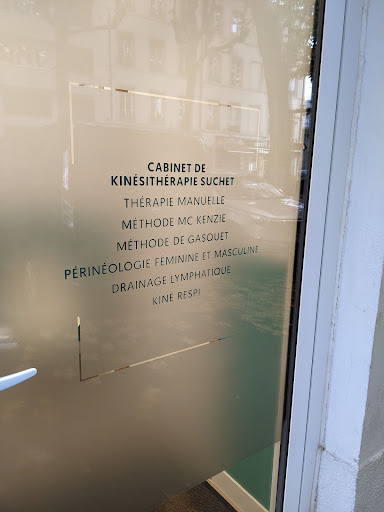 CABINET DE
KINÉSITHÉRAPIE SUCHET
THÉRAPIE MANUELLE
MÉTHODE MC KENZIE
MÉTHODE DE GASQUET
PÉRINÉOLOGIE FEMININE ET MASCULINE
DRAINAGE LYMPHATIQUE
KINÉ RESPI